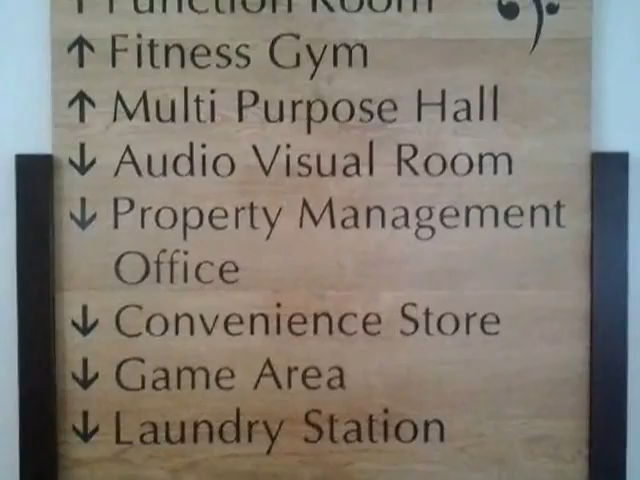 ↑ Function Room
↑ Fitness Gym
↑ Multi Purpose Hall
↓ Audio Visual Room
↓ Property Management
Office
↓ Convenience Store
↓ Game Area
↓ Laundry Station